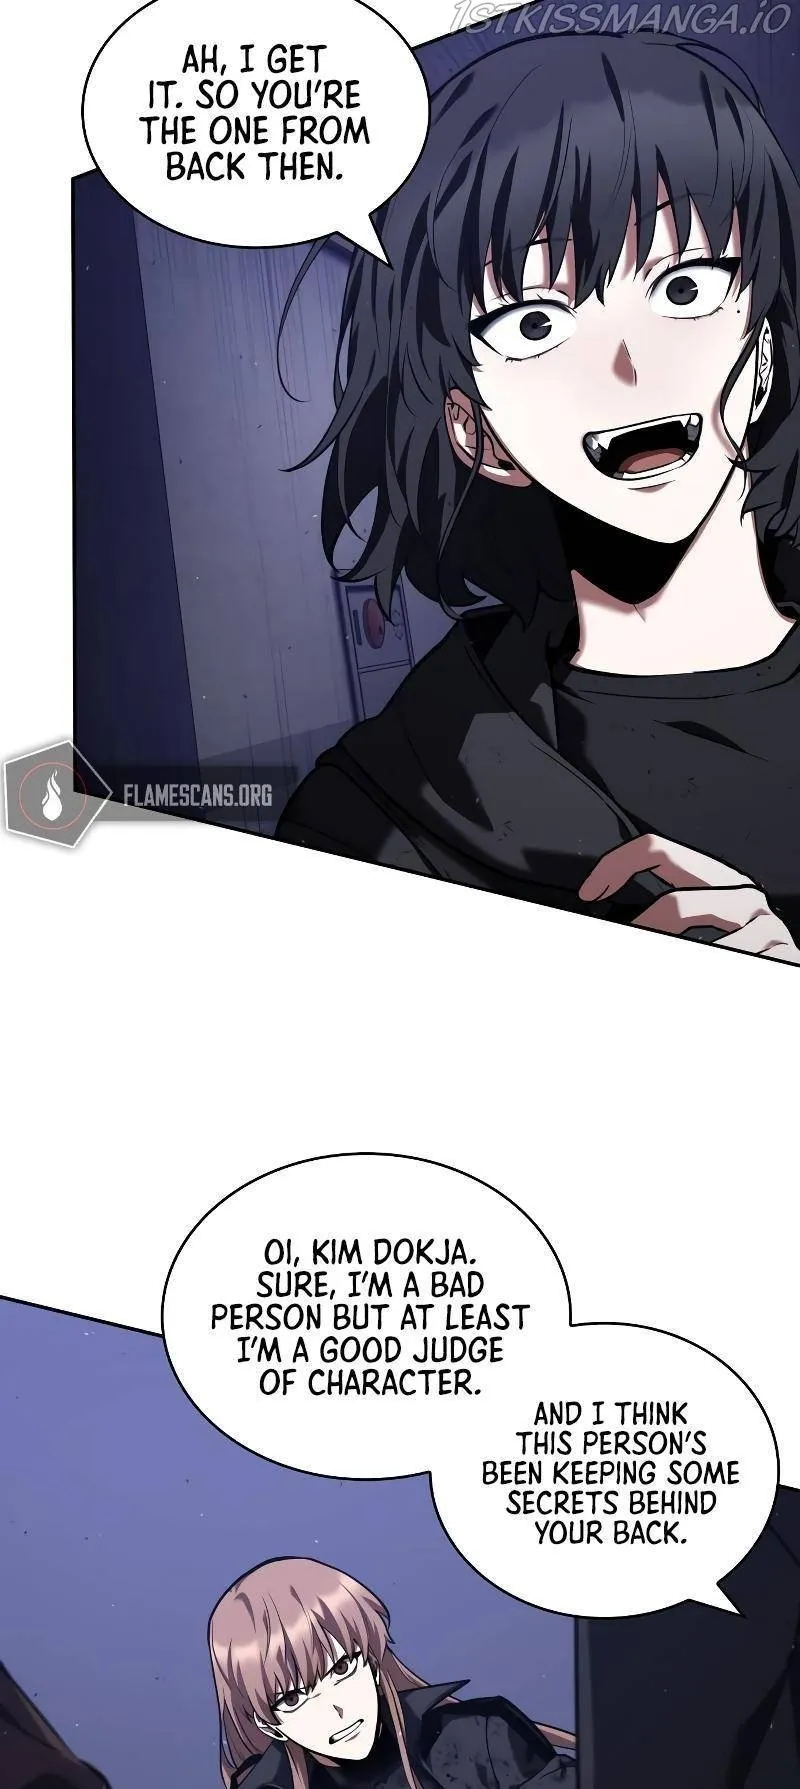 1STKISSMANGA.IO
AH, I GET
IT. SO YOU'RE
THE ONE FROM
BACK THEN.
FLAMESCANS.ORG
OI, KIM DOKJA.
SURE, I'M A BAD
PERSON BUT AT LEAST
I'M A GOOD JUDGE
OF CHARACTER.
AND I THINK
THIS PERSON'S
BEEN KEEPING SOME
SECRETS BEHIND
YOUR BACK.